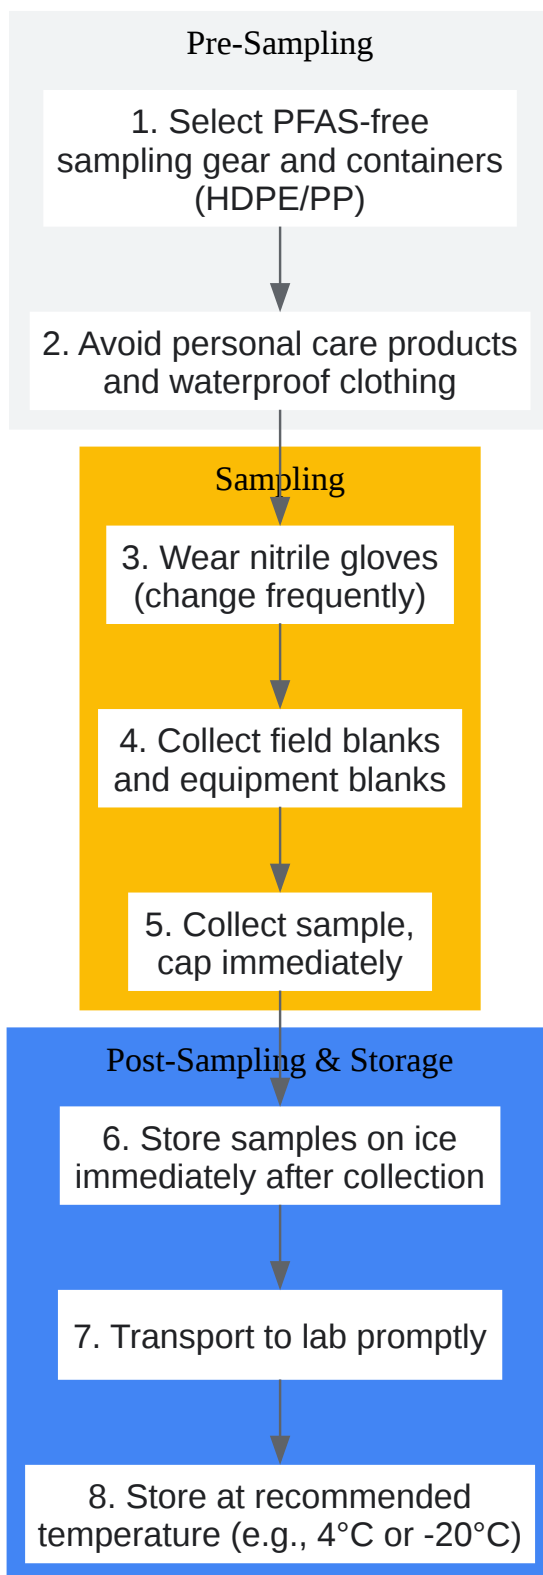 Pre-Sampling
1. Select PFAS-free
sampling gear and containers
(HDPE/PP)
2. Avoid personal care products
and waterproof clothing
Sampling
3. Wear nitrile gloves
(change frequently)
4. Collect field blanks
and equipment blanks
5. Collect sample,
cap immediately
Post-Sampling & Storage
6. Store samples on ice
immediately after collection
7. Transport to lab promptly
8. Store at recommended
temperature (e.g., 4°C or -20°C)